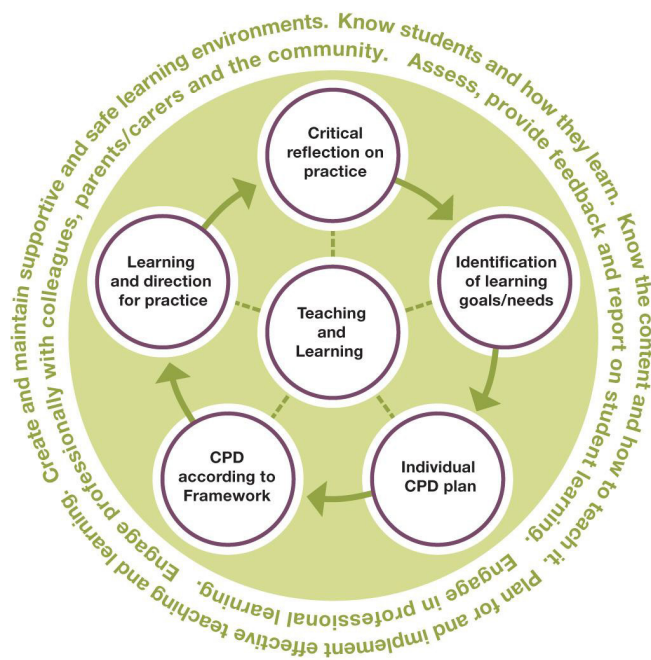 Know students and how they learn. Know the content and how to teach it. Plan for and implement effective teaching and learning. Create and maintain supportive and safe learning environments.
Assess, provide feedback and report on student learning. Engage in professional learning. Engage professionally with colleagues, parents/carers and the community.
Critical
reflection on
practice
Identification
of learning
goals/needs
Individual
CPD plan
CPD
according to
Framework
Learning
and direction
for practice
Teaching
and
Learning